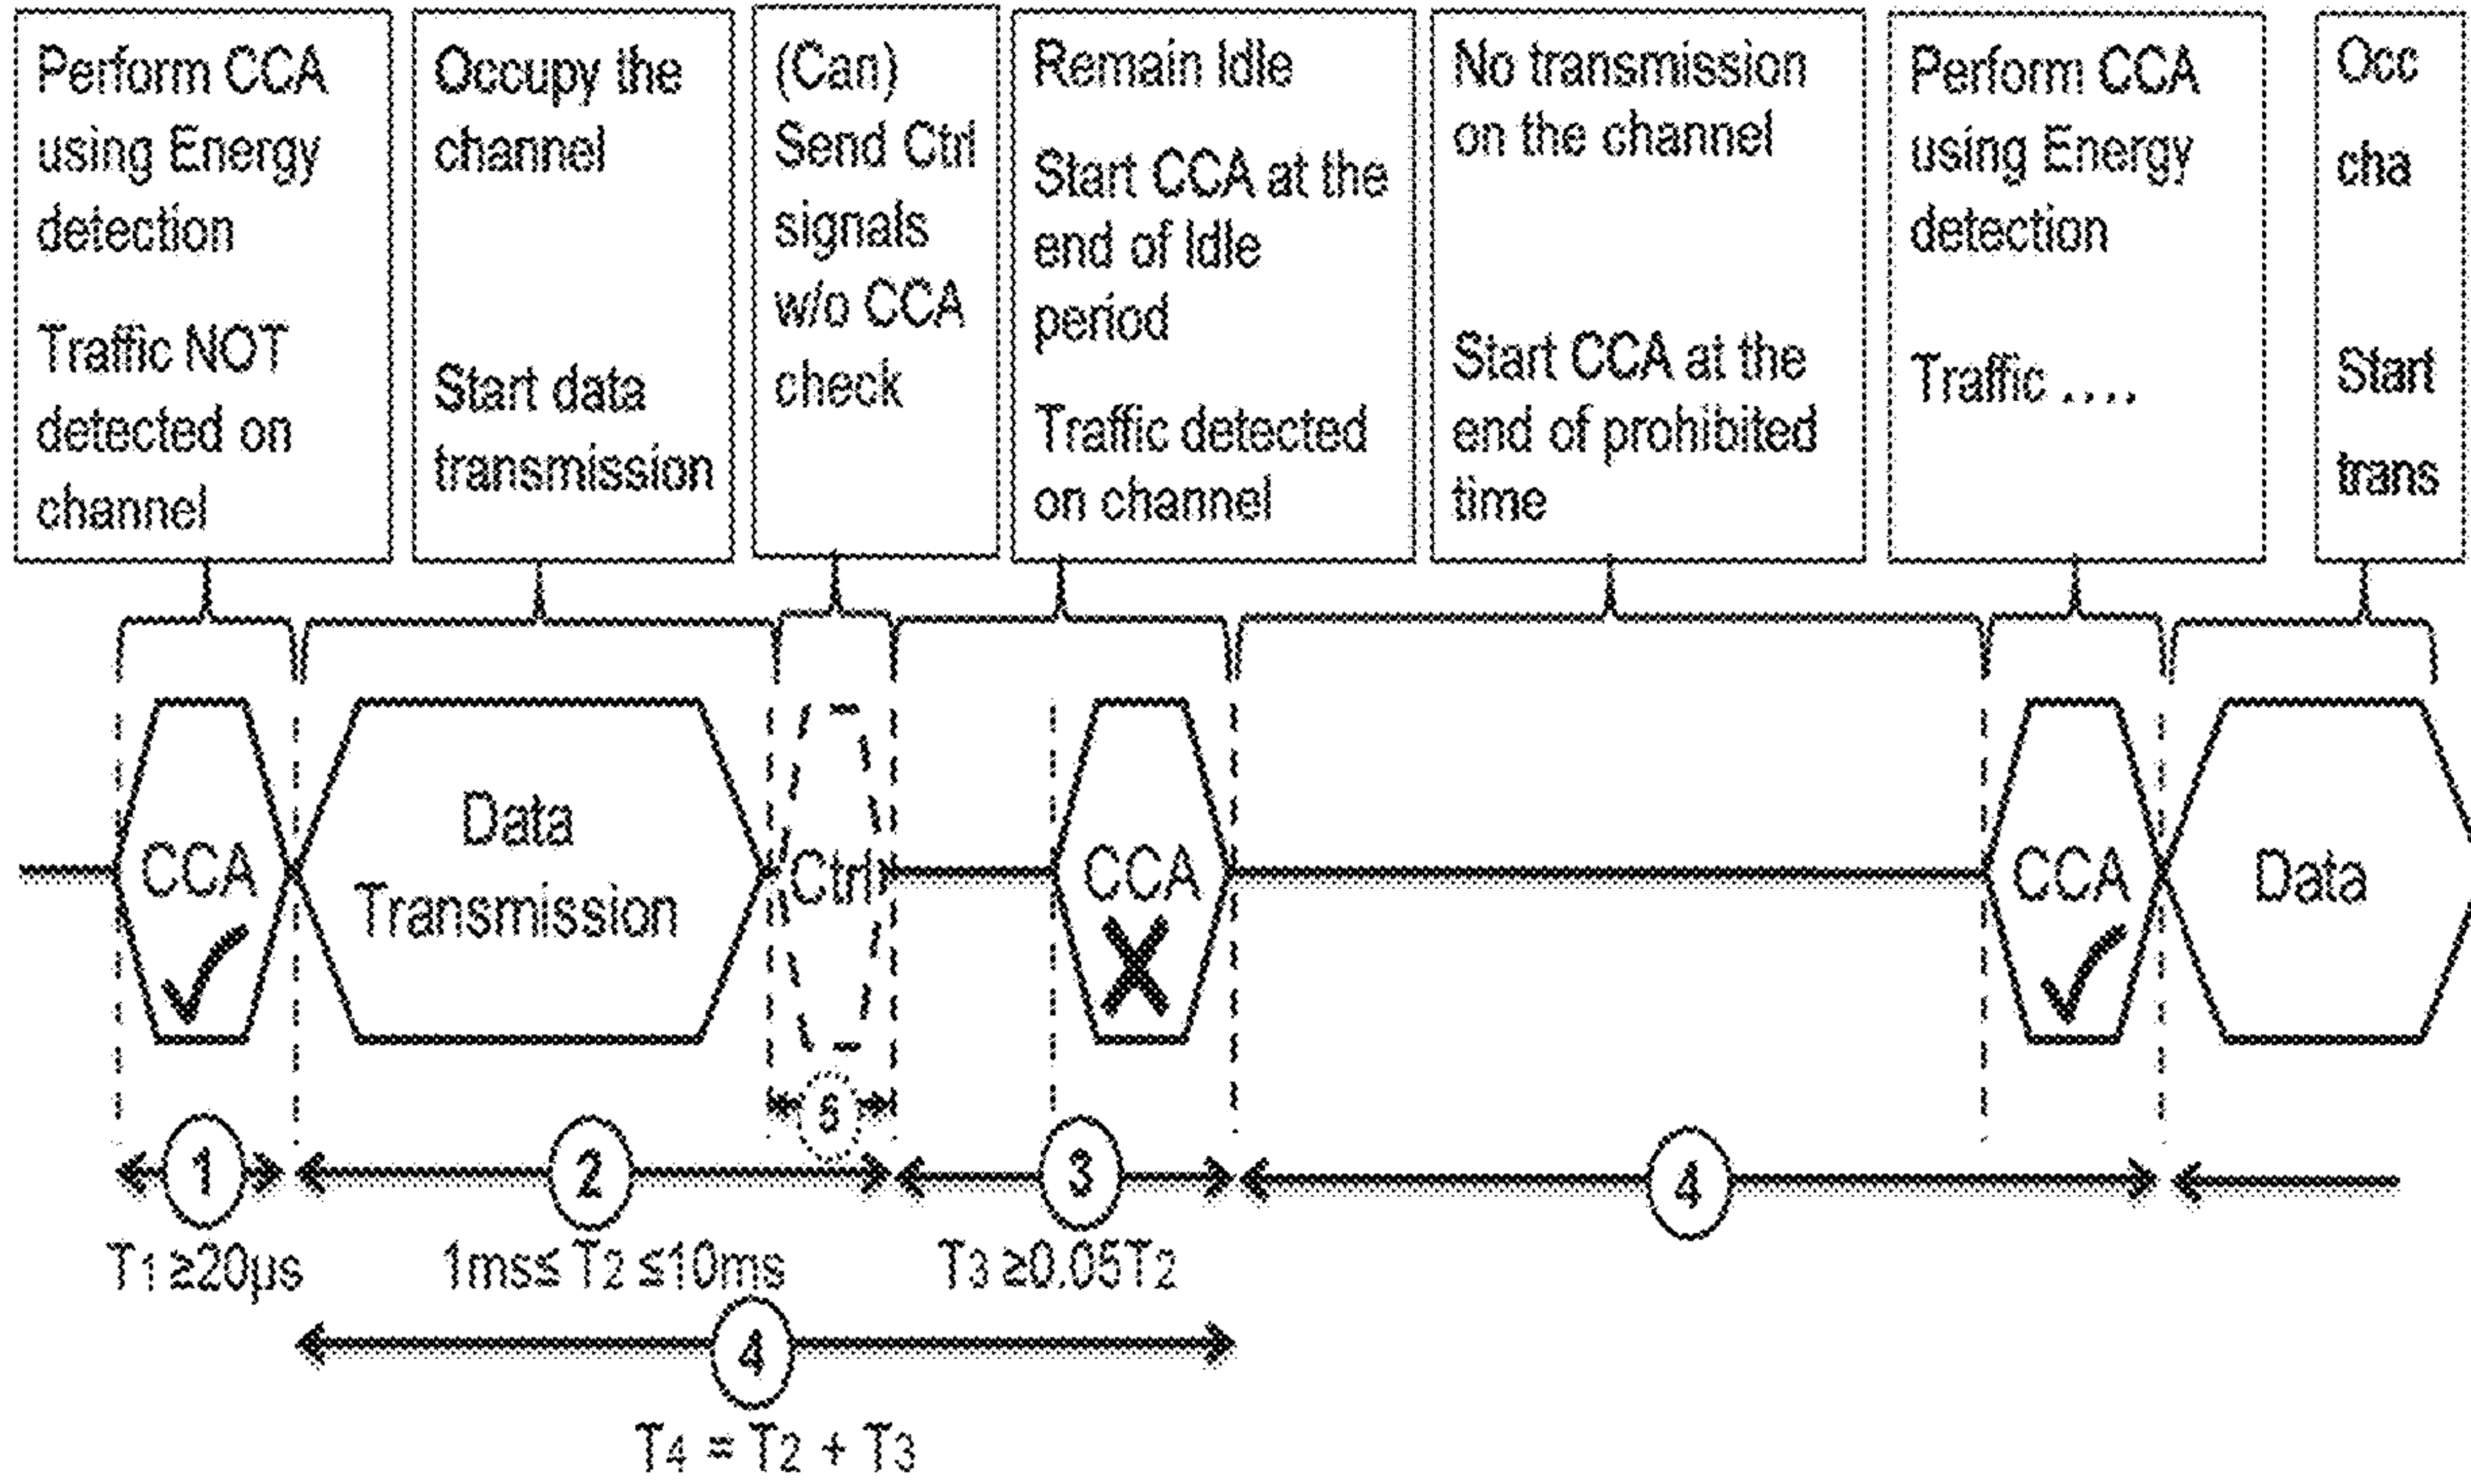 Perform CCA
using Energy
detection
Traffic NOT
detected on
channel
Occupy the
channel
Start data
transmission
(Can)
Send Ctrl
signals
w/o CCA
check
Remain Idle
Start CCA at the
end of Idle
period
Traffic detected
on channel
No transmission
on the channel
Start CCA at the
end of prohibited
time
Perform CCA
using Energy
detection
Traffic ....
Occ
cha
Start
trans
CCA
Data
Transmission
Ctrl
CCA
CCA
Data
5
1
2
3
4
T1 ≥20µs
1ms≤ T2 ≤10ms
T3 ≥0.05T2
4
T4 = T2 + T3